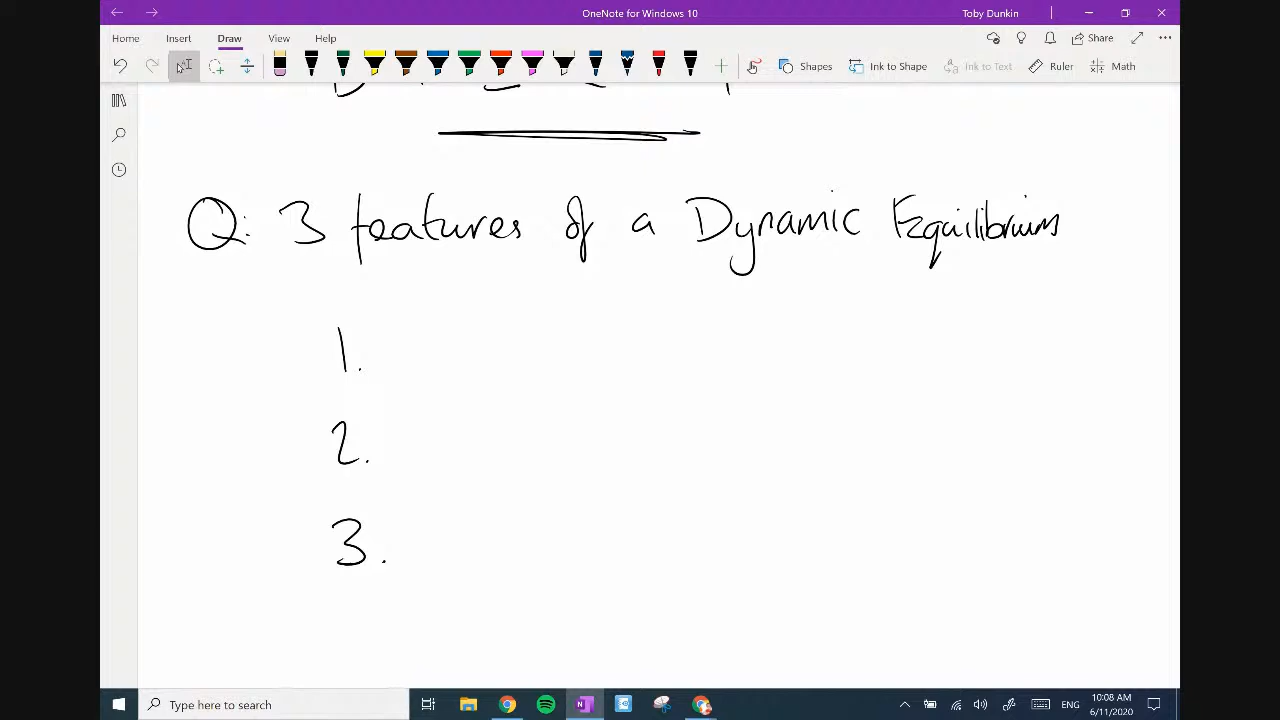 OneNote for Windows 10
Toby Dunkin
Home Insert Draw View Help
Share
Shapes Ink to Shape Ink to Text Ruler Math
Q: 3 features of a Dynamic Equilibrium
1.
2.
3.
Type here to search
ENG
10:08 AM
6/11/2020